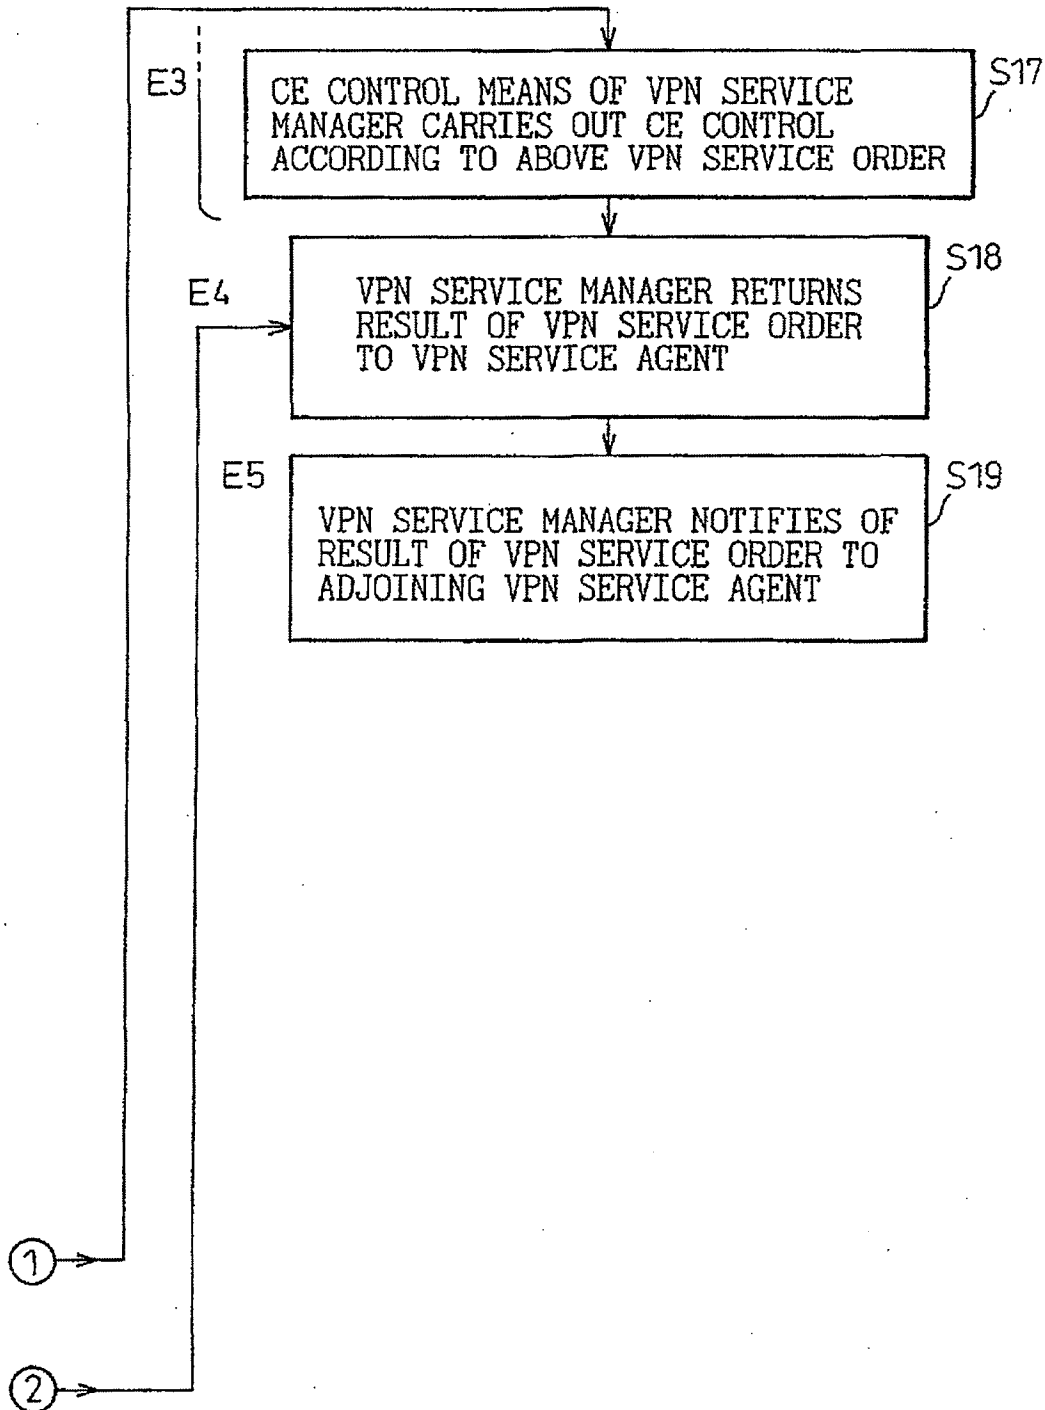 E3
S17
CE CONTROL MEANS OF VPN SERVICE
MANAGER CARRIES OUT CE CONTROL
ACCORDING TO ABOVE VPN SERVICE ORDER
E4
S18
VPN SERVICE MANAGER RETURNS
RESULT OF VPN SERVICE ORDER
TO VPN SERVICE AGENT
E5
S19
VPN SERVICE MANAGER NOTIFIES OF
RESULT OF VPN SERVICE ORDER TO
ADJOINING VPN SERVICE AGENT
1
2